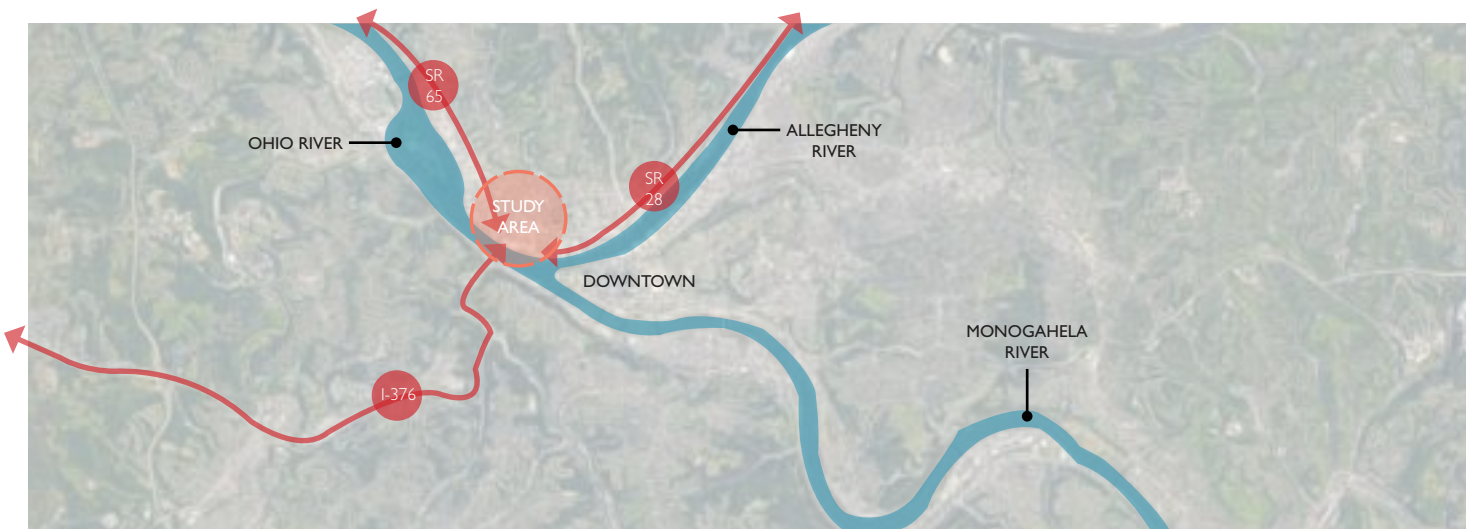 SR
65
OHIO RIVER
ALLEGHENY
RIVER
SR
28
STUDY
AREA
DOWNTOWN
MONOGAHELA
RIVER
I-376